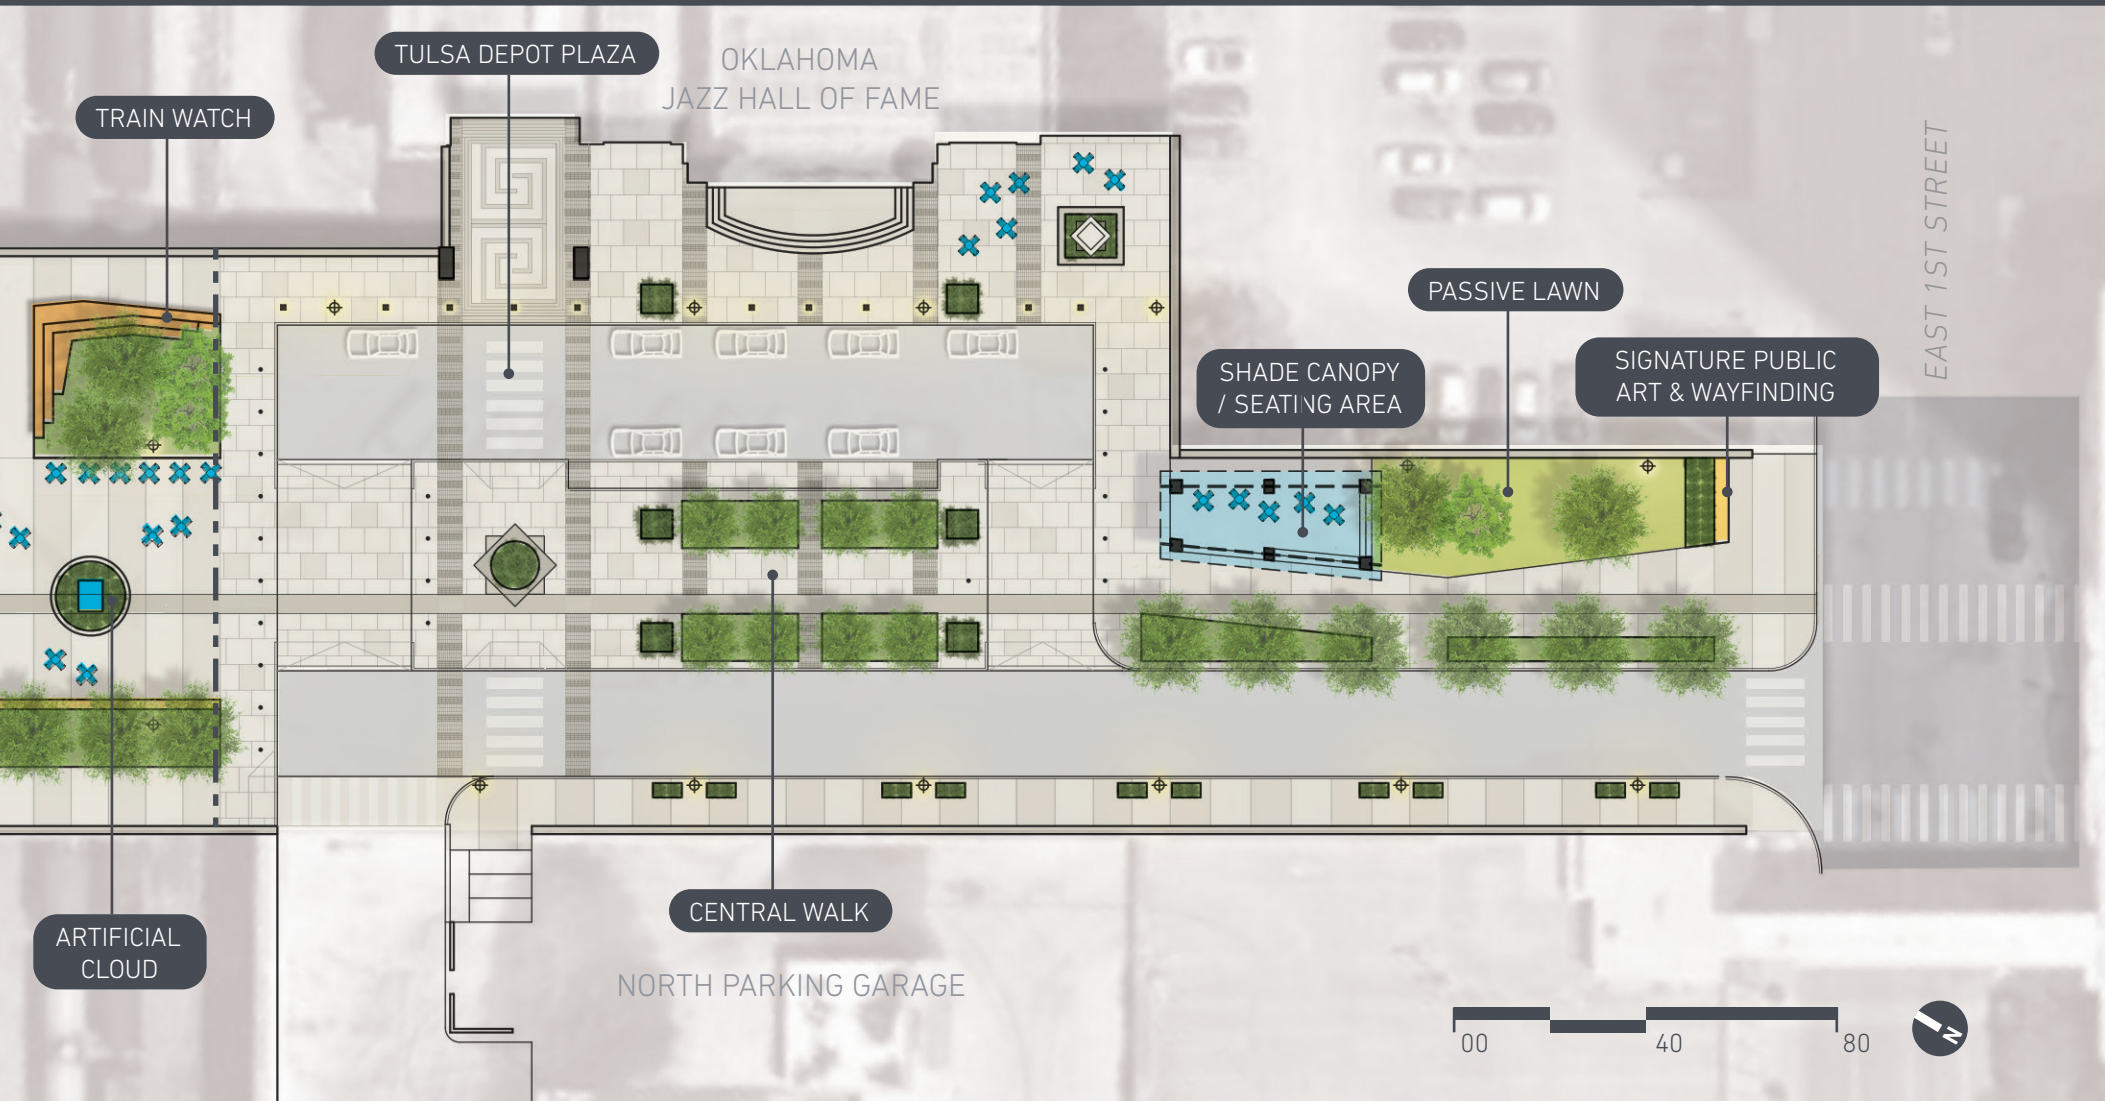 TULSA DEPOT PLAZA
OKLAHOMA
JAZZ HALL OF FAME
TRAIN WATCH
EAST 1ST STREET
PASSIVE LAWN
SHADE CANOPY
/ SEATING AREA
SIGNATURE PUBLIC
ART & WAYFINDING
CENTRAL WALK
ARTIFICIAL
CLOUD
NORTH PARKING GARAGE
00
40
80
N